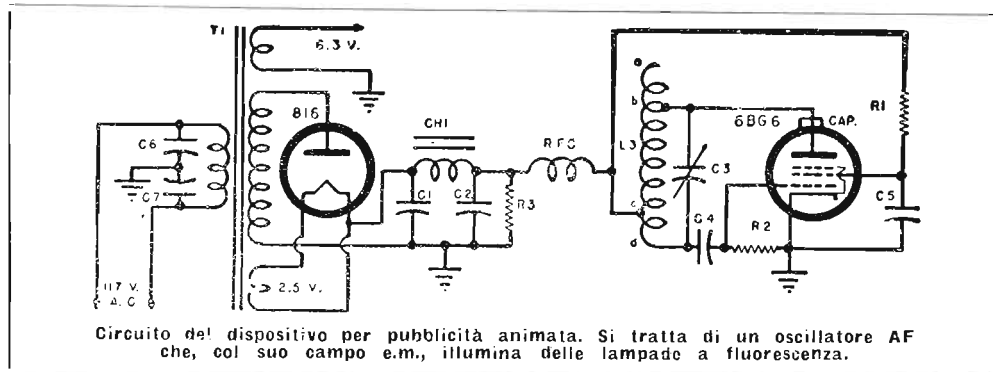 T1
6.3 V.
816
CH1
RFC
a
b
6BG6
CAP.
R1
C6
L3
C3
C7
C1
C2
R3
c
C4
R2
C5
d
117 V.
A.C
2.5 V.
Circuito del dispositivo per pubblicità animata. Si tratta di un oscillatore AF
che, col suo campo e.m., illumina delle lampade a fluorescenza.